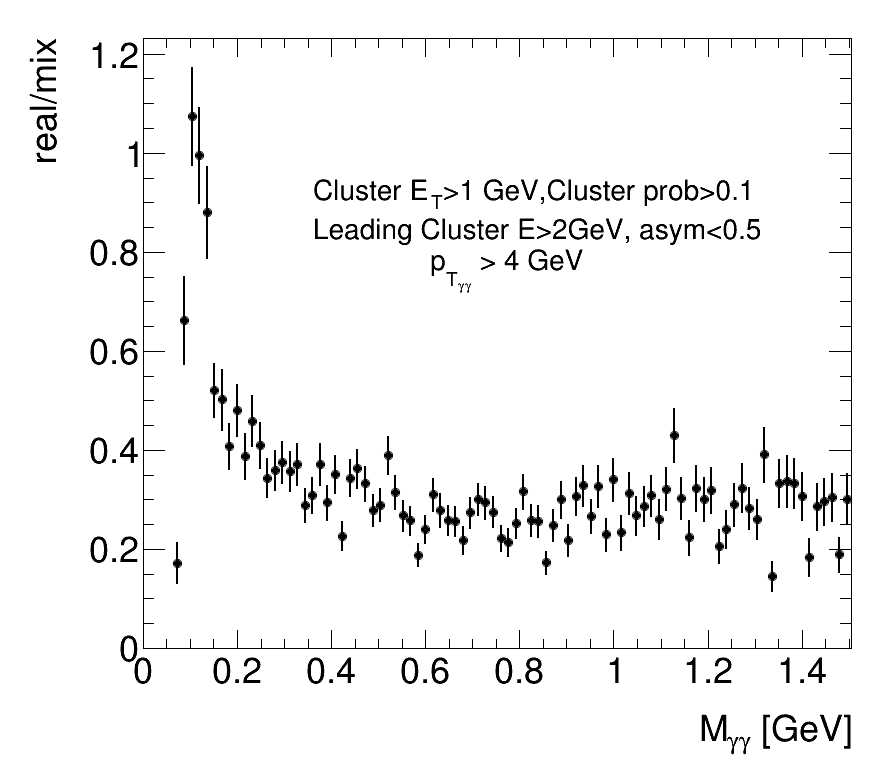 real/mix
1.2
1
0.8
0.6
0.4
0.2
0
Cluster E_T>1 GeV,Cluster prob>0.1
Leading Cluster E>2GeV, asym<0.5
p_Tγγ > 4 GeV
0 0.2 0.4 0.6 0.8 1 1.2 1.4
M_γγ [GeV]